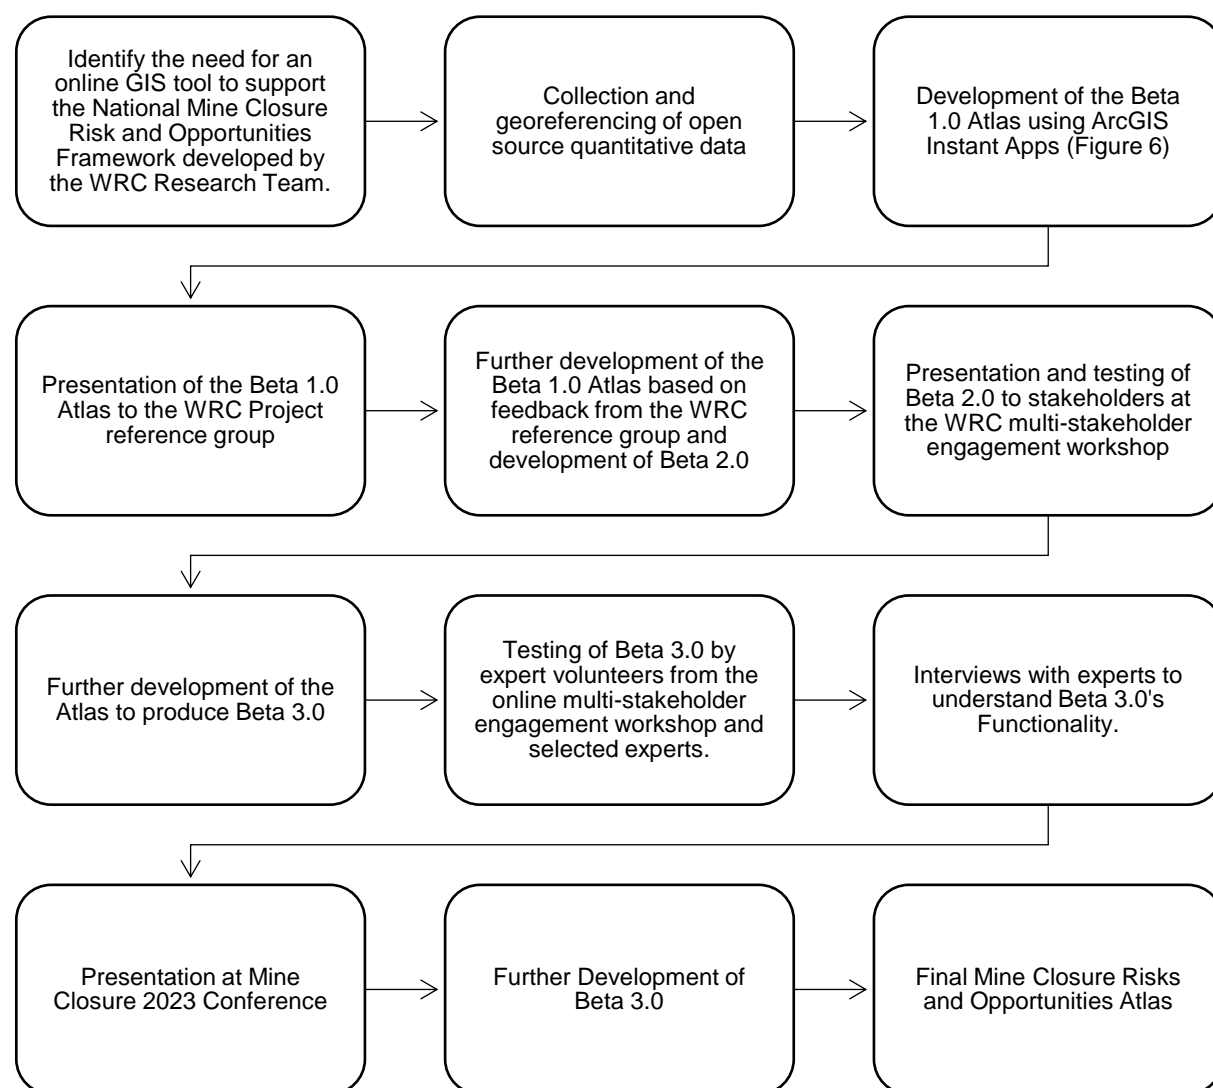 Identify the need for an
online GIS tool to support
the National Mine Closure
Risk and Opportunities
Framework developed by
the WRC Research Team.
Collection and
georeferencing of open
source quantitative data
Development of the Beta
1.0 Atlas using ArcGIS
Instant Apps (Figure 6)
Presentation of the Beta 1.0
Atlas to the WRC Project
reference group
Further development of the
Beta 1.0 Atlas based on
feedback from the WRC
reference group and
development of Beta 2.0
Presentation and testing of
Beta 2.0 to stakeholders at
the WRC multi-stakeholder
engagement workshop
Further development of the
Atlas to produce Beta 3.0
Testing of Beta 3.0 by
expert volunteers from the
online multi-stakeholder
engagement workshop and
selected experts.
Interviews with experts to
understand Beta 3.0's
Functionality.
Presentation at Mine
Closure 2023 Conference
Further Development of
Beta 3.0
Final Mine Closure Risks
and Opportunities Atlas